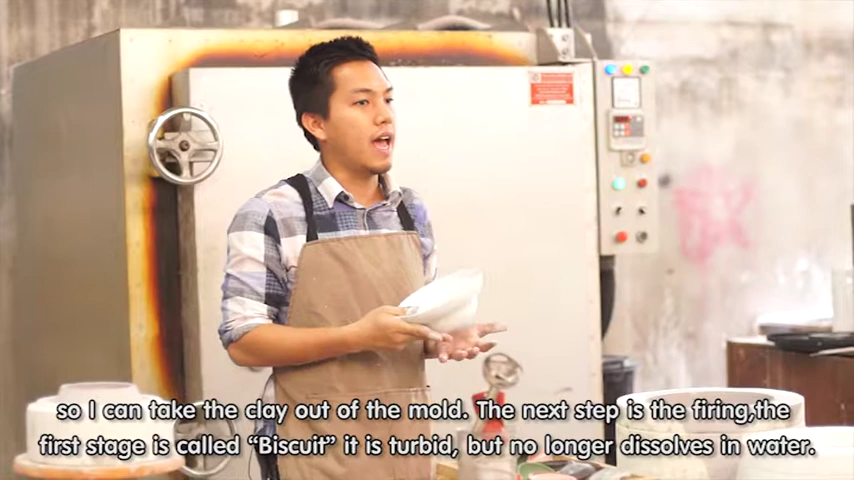 so I can take the clay out of the mold. The next step is the firing,the
first stage is called “Biscuit” it is turbid, but no longer dissolves in water.